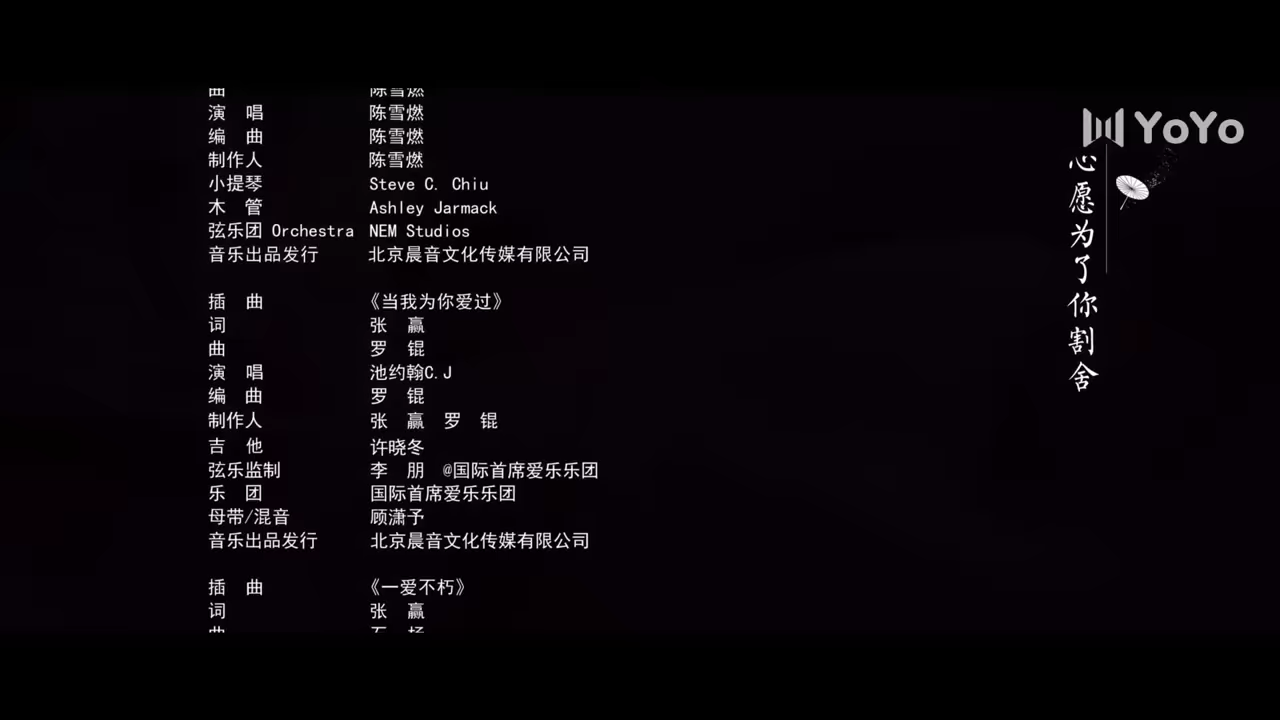 曲 陈雪燃
演 唱 陈雪燃
编 曲 陈雪燃
制作人 陈雪燃
小提琴 Steve C. Chiu
木 管 Ashley Jarmack
弦乐团 Orchestra NEM Studios
音乐出品发行 北京晨音文化传媒有限公司
插 曲 《当我为你爱过》
词 张 赢
曲 罗 锟
演 唱 池约翰C.J
编 曲 罗 锟
制作人 张 赢 罗 锟
吉 他 许晓冬
弦乐监制 李 朋 @国际首席爱乐乐团
乐 团 国际首席爱乐乐团
母带/混音 顾潇予
音乐出品发行 北京晨音文化传媒有限公司
插 曲 《一爱不朽》
词 张 赢
曲
YoYo
心愿为了你割舍